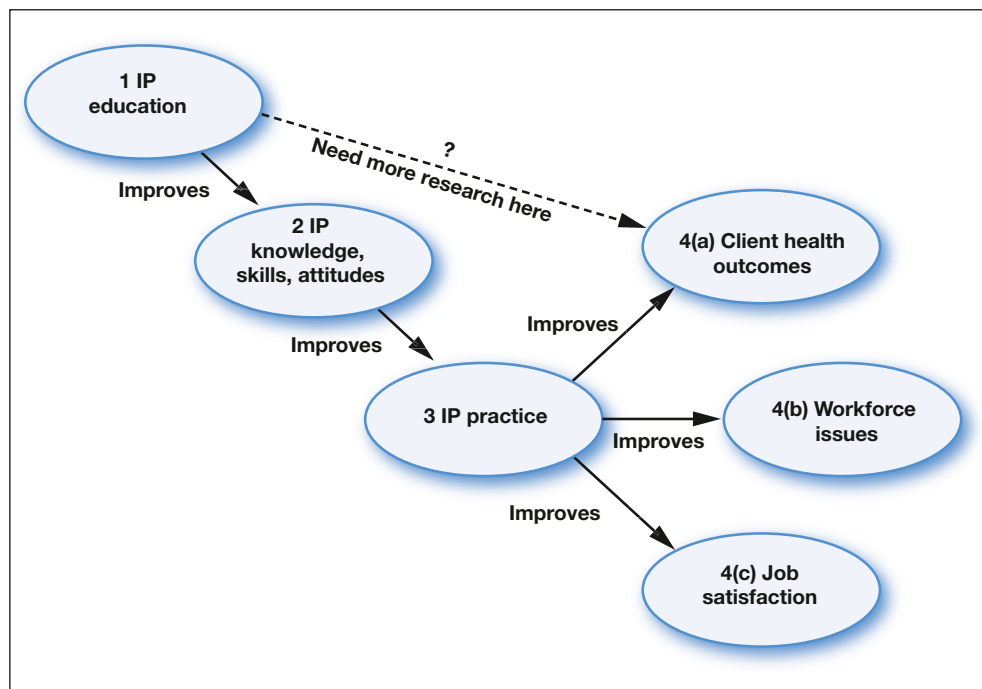 1 IP
education
Improves
?
Need more research here
2 IP
knowledge,
skills, attitudes
Improves
4(a) Client health
outcomes
Improves
3 IP practice
4(b) Workforce
issues
Improves
Improves
4(c) Job
satisfaction